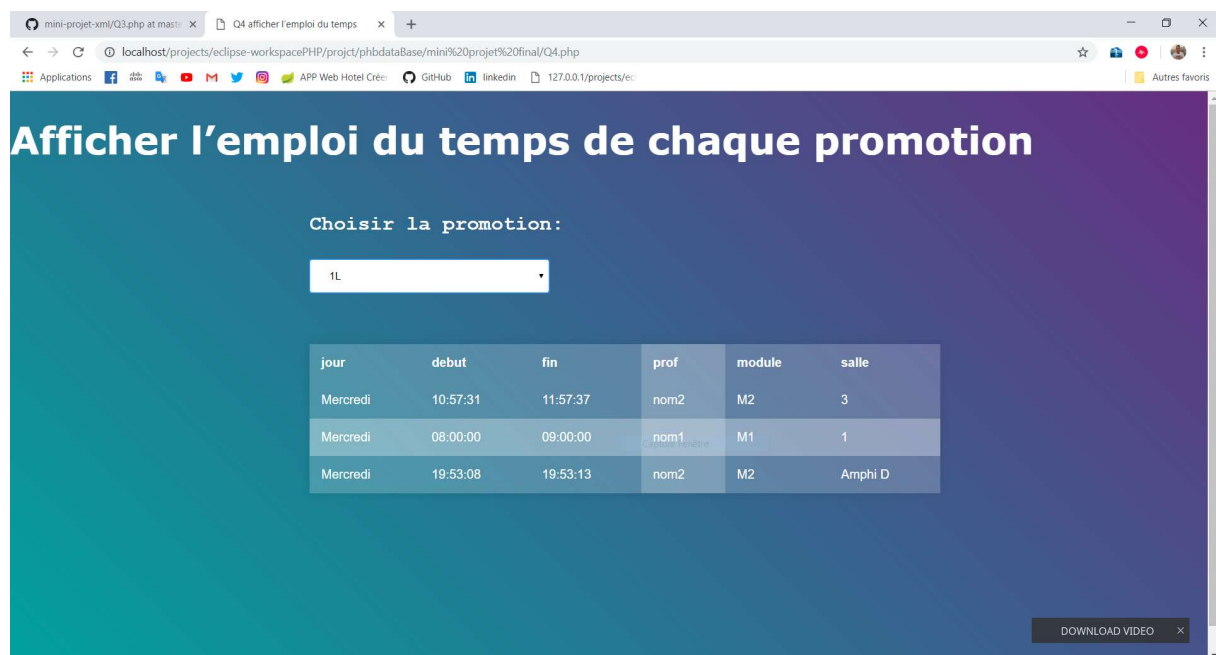 mini-projet-xml/Q3.php at maste
Q4 afficher l'emploi du temps
localhost/projects/eclipse-workspacePHP/projct/phbdataBase/mini%20projet%20final/Q4.php
Applications APP Web Hotel Crée GitHub linkedin 127.0.0.1/projects/ec Autres favoris
Afficher l’emploi du temps de chaque promotion
Choisir la promotion:
1L
jour debut fin prof module salle
Mercredi 10:57:31 11:57:37 nom2 M2 3
Mercredi 08:00:00 09:00:00 nom1 M1 1
Capture Fenêtre
Mercredi 19:53:08 19:53:13 nom2 M2 Amphi D
DOWNLOAD VIDEO